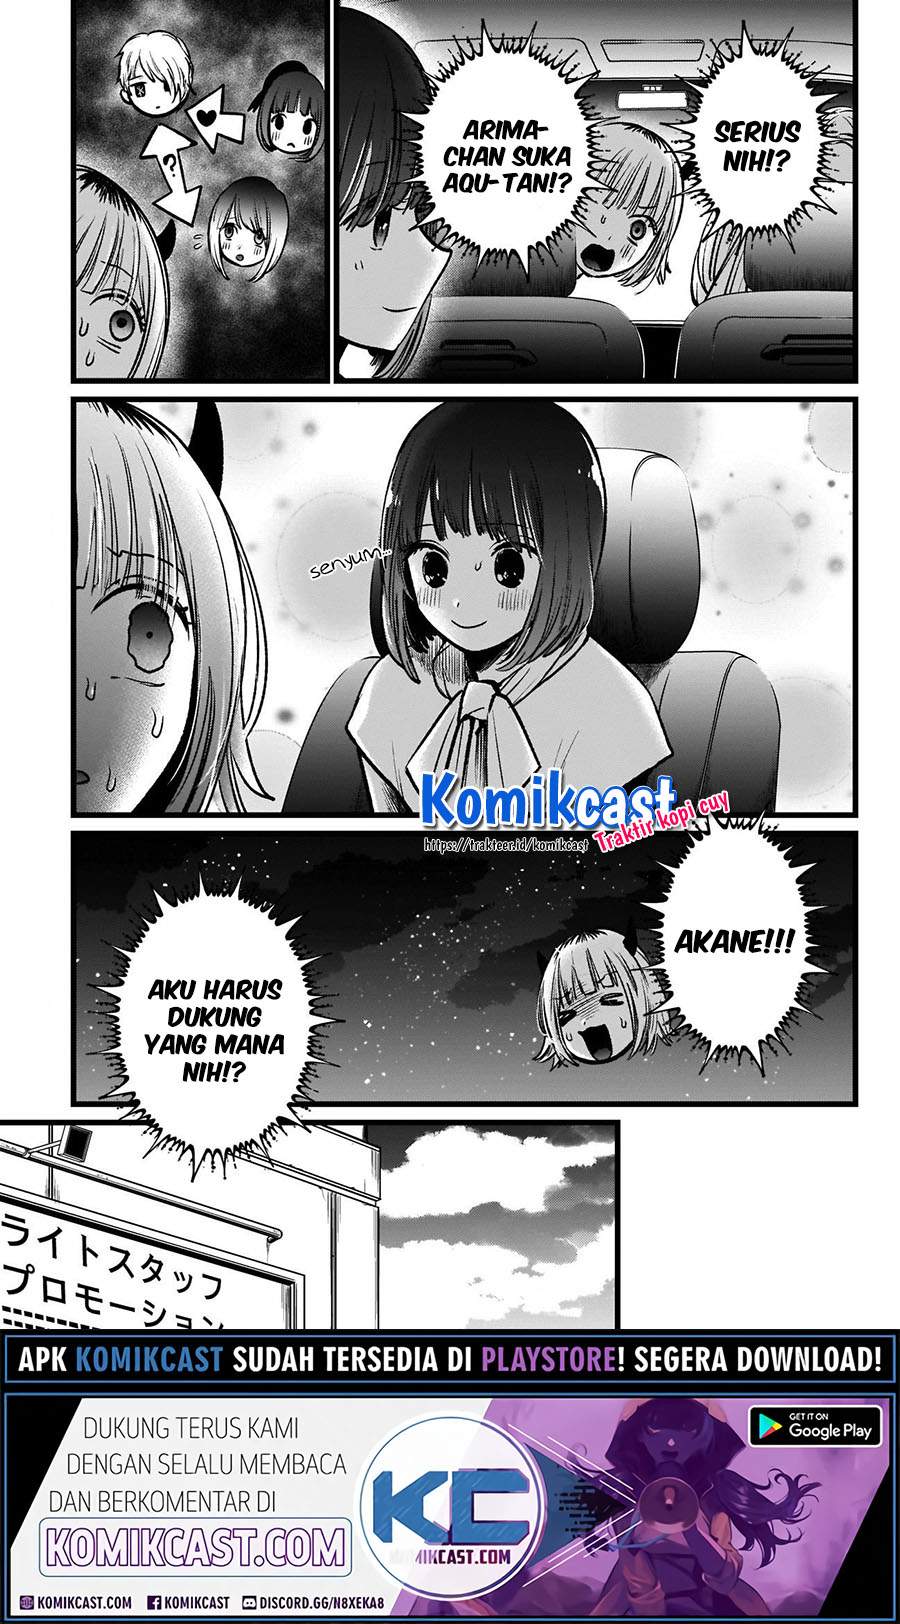 SERIUS
NIH!?
ARIMA-
CHAN SUKA
AQU-TAN!?
?
senyum...
Komikcast
https://trakteer.id/komikcast
Traktir kopi cuy
AKANE!!!
AKU HARUS
DUKUNG
YANG MANA
NIH!?
ライトスタッフ
プロモーション
APK KOMIKCAST SUDAH TERSEDIA DI PLAYSTORE! SEGERA DOWNLOAD!
DUKUNG TERUS KAMI
DENGAN SELALU MEMBACA
DAN BERKOMENTAR DI
KOMIKCAST.COM
KOMIKCAST.COM
KOMIKCAST
DISCORD.GG/N8XEKA8
KC
KOMIKCAST.COM
GET IT ON
Google Play